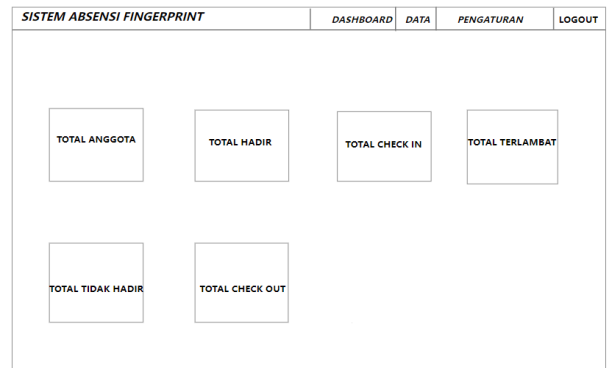 SISTEM ABSENSI FINGERPRINT
DASHBOARD DATA PENGATURAN LOGOUT
TOTAL ANGGOTA TOTAL HADIR TOTAL CHECK IN TOTAL TERLAMBAT
TOTAL TIDAK HADIR TOTAL CHECK OUT